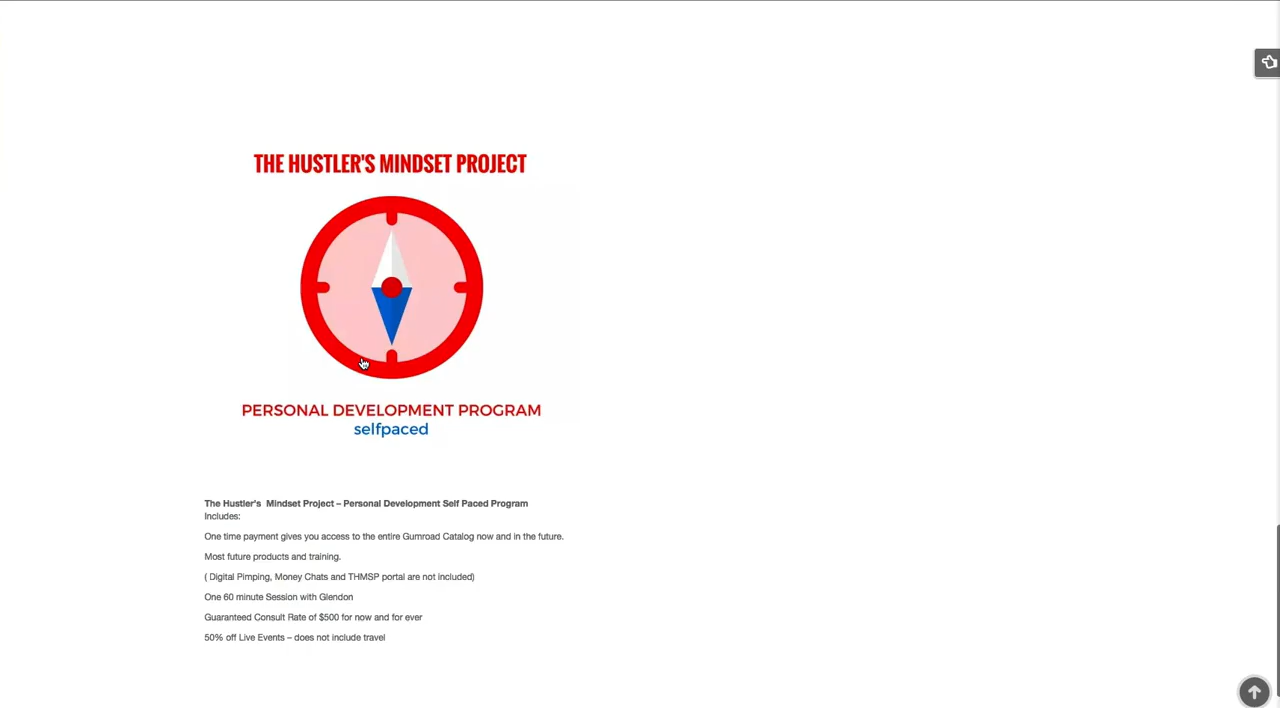 THE HUSTLER'S MINDSET PROJECT
PERSONAL DEVELOPMENT PROGRAM
selfpaced
The Hustler's  Mindset Project – Personal Development Self Paced Program
Includes:
One time payment gives you access to the entire Gumroad Catalog now and in the future.
Most future products and training.
( Digital Pimping, Money Chats and THMSP portal are not included)
One 60 minute Session with Glendon
Guaranteed Consult Rate of $500 for now and for ever
50% off Live Events – does not include travel